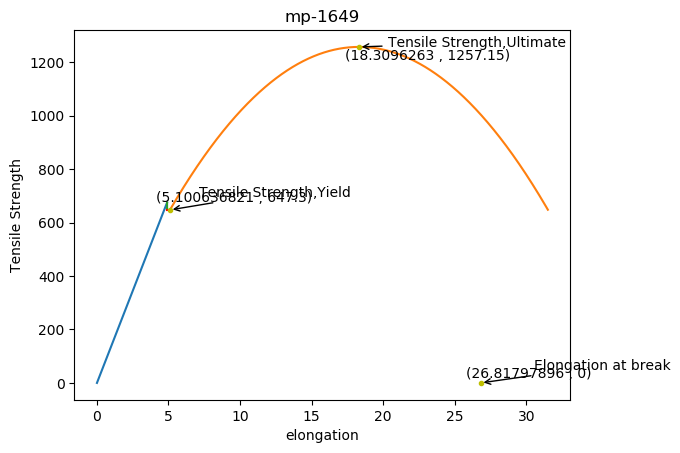 mp-1649
Tensile Strength,Ultimate
(18.3096263 , 1257.15)
Tensile Strength,Yield
(5.100636821 , 647.3)
Elongation at break
(26.81797896 , 0)
Tensile Strength
1200
1000
800
600
400
200
0
0 5 10 15 20 25 30
elongation